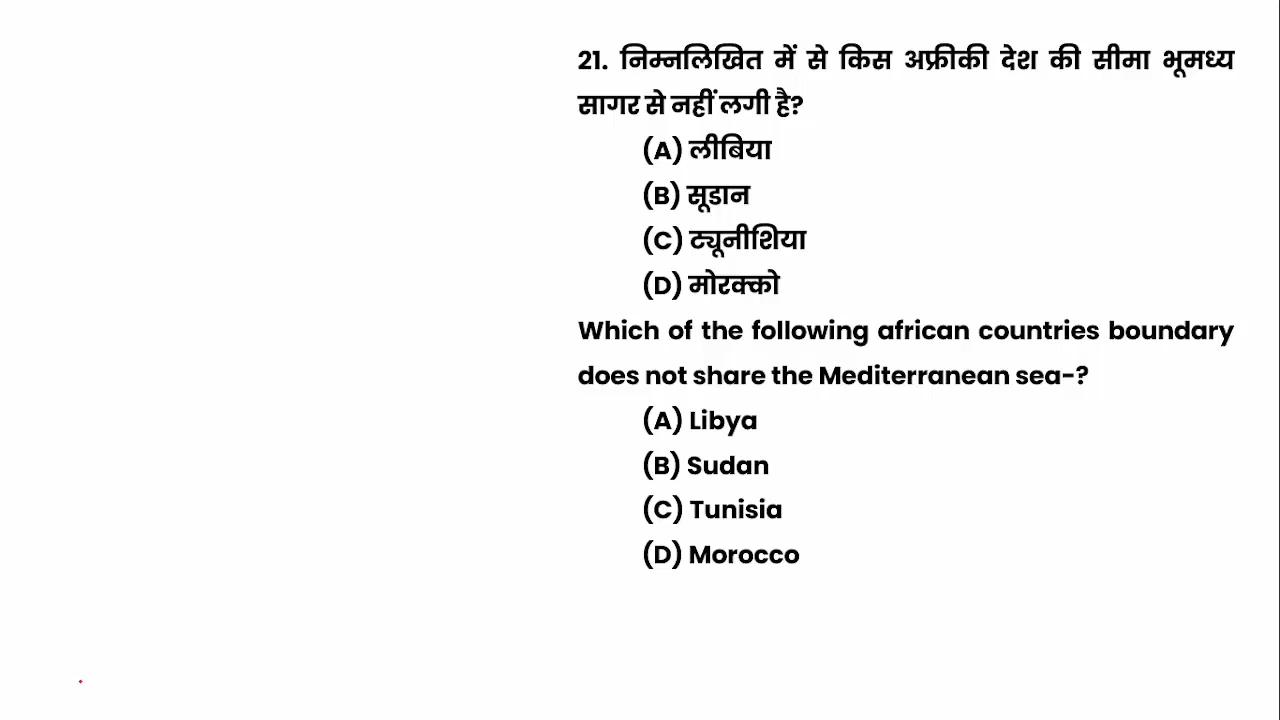 21. निम्नलिखित में से किस अफ्रीकी देश की सीमा भूमध्य
सागर से नहीं लगी है?
(A) लीबिया
(B) सूडान
(C) ट्यूनीशिया
(D) मोरक्को
Which of the following african countries boundary
does not share the Mediterranean sea-?
(A) Libya
(B) Sudan
(C) Tunisia
(D) Morocco